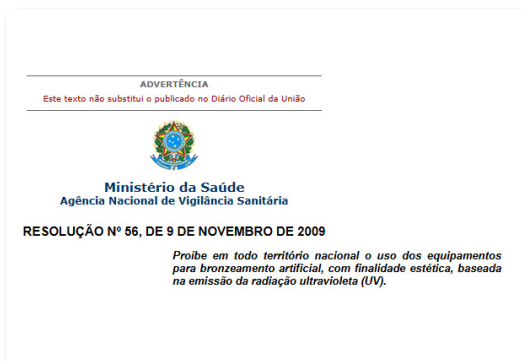 ADVERTÊNCIA
Este texto não substitui o publicado no Diário Oficial da União
Ministério da Saúde
Agência Nacional de Vigilância Sanitária
RESOLUÇÃO Nº 56, DE 9 DE NOVEMBRO DE 2009
Proíbe em todo território nacional o uso dos equipamentos
para bronzeamento artificial, com finalidade estética, baseada
na emissão da radiação ultravioleta (UV).